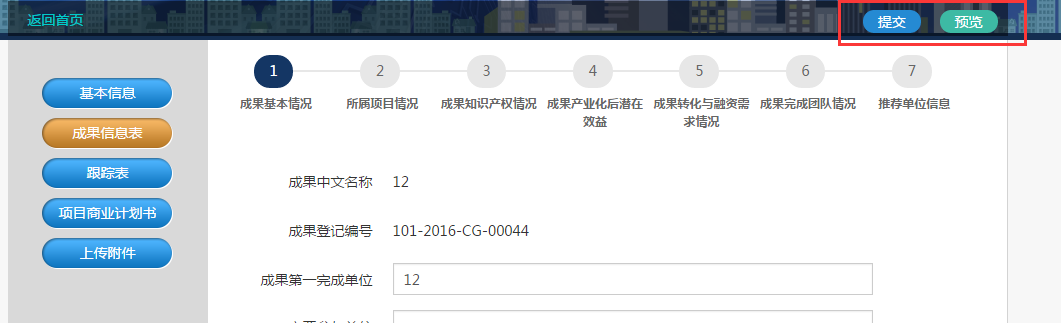 返回首页
提交
预览
基本信息
成果信息表
跟踪表
项目商业计划书
上传附件
1
2
3
4
5
6
7
成果基本情况
所属项目情况
成果知识产权情况
成果产业化后潜在
效益
成果转化与融资需
求情况
成果完成团队情况
推荐单位信息
成果中文名称 12
成果登记编号 101-2016-CG-00044
成果第一完成单位 12